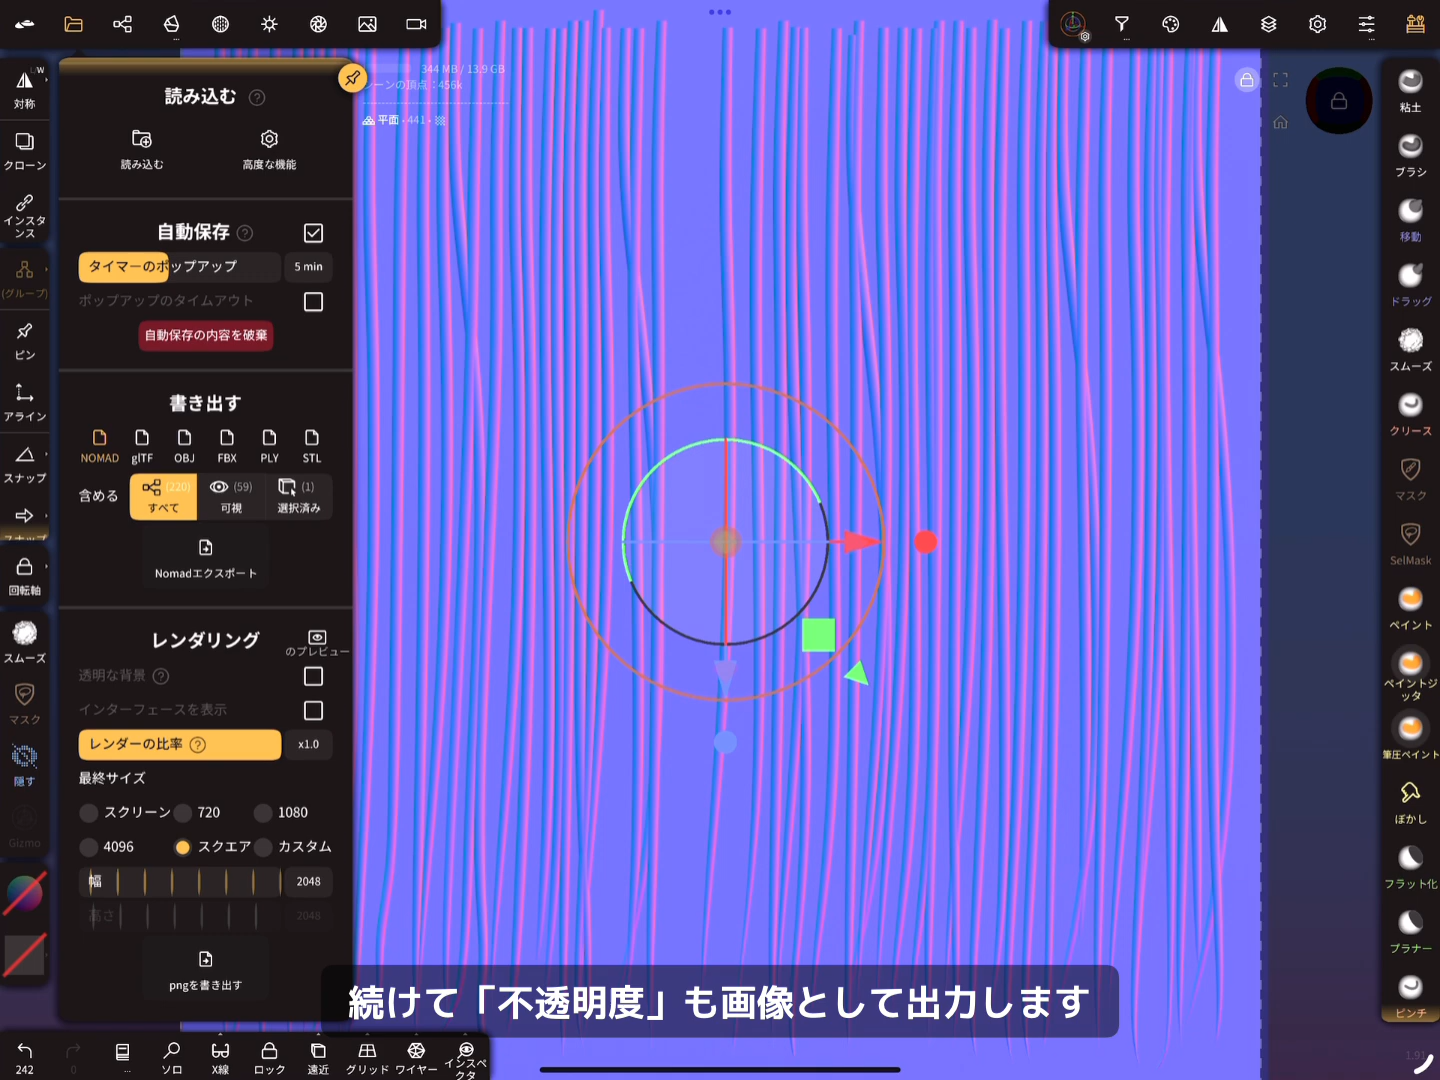 344 MB / 13.9 GB
シーンの頂点：456k
平面 · 441 ·
UW
対称
クローン
インスタンス
(グループ)
ピン
アライン
スナップ
スナップ
回転軸
スムーズ
マスク
隠す
Gizmo
読み込む ?
読み込む
高度な機能
自動保存 ?
タイマーのポップアップ
5 min
ポップアップのタイムアウト
自動保存の内容を破棄
書き出す
NOMAD
glTF
OBJ
FBX
PLY
STL
含める
(220)
すべて
(59)
可視
(1)
選択済み
Nomadエクスポート
レンダリング
のプレビュー
透明な背景 ?
インターフェースを表示
レンダーの比率 ?
x1.0
最終サイズ
スクリーン
720
1080
4096
スクエア
カスタム
幅
2048
高さ
2048
pngを書き出す
粘土
ブラシ
移動
ドラッグ
スムーズ
クリース
マスク
SelMask
ペイント
ペイントジッタ
筆圧ペイント
ぼかし
フラット化
プラナー
ピンチ
続けて「不透明度」も画像として出力します
242
0
...
ソロ
X線
ロック
遠近
グリッド
ワイヤー
インスペクタ
1.91